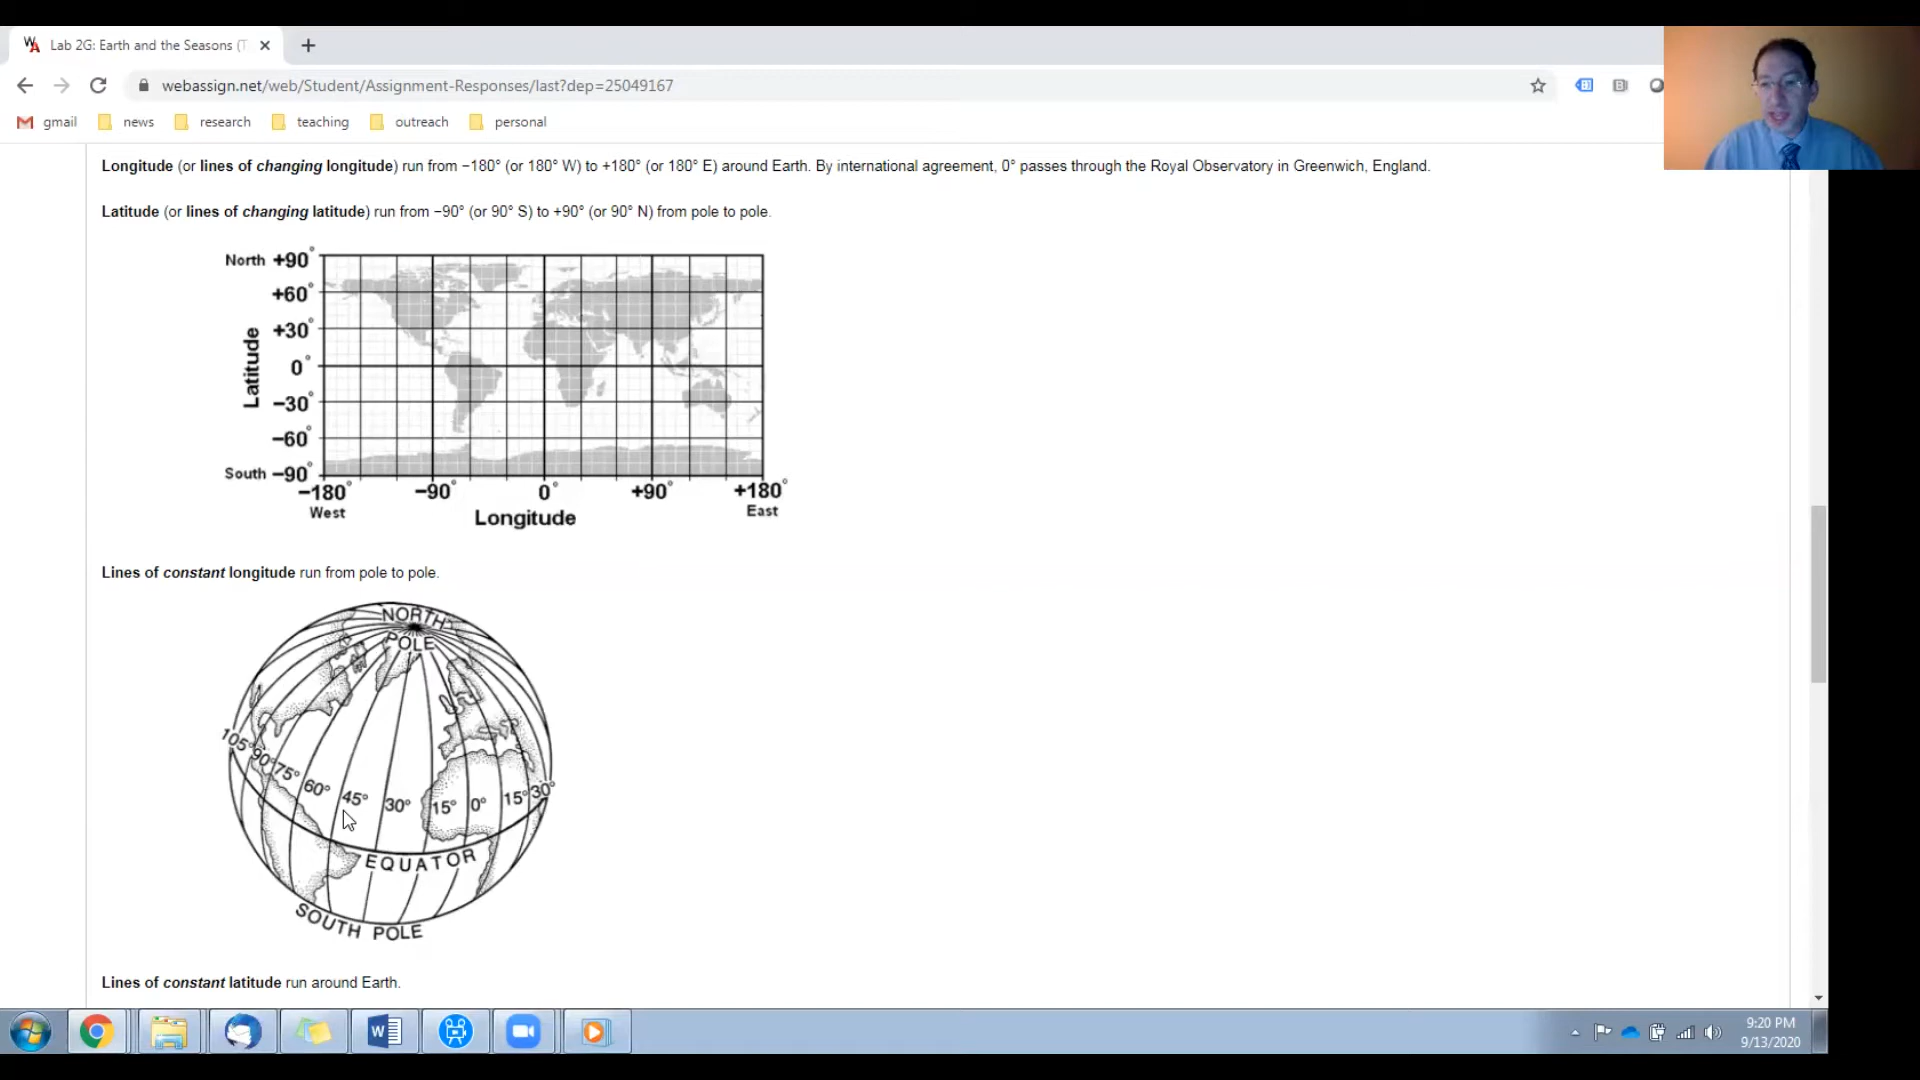 Lab 2G: Earth and the Seasons (T
webassign.net/web/Student/Assignment-Responses/last?dep=25049167
gmail news research teaching outreach personal
Longitude (or lines of changing longitude) run from −180° (or 180° W) to +180° (or 180° E) around Earth. By international agreement, 0° passes through the Royal Observatory in Greenwich, England.
Latitude (or lines of changing latitude) run from −90° (or 90° S) to +90° (or 90° N) from pole to pole.
North +90°
+60°
+30°
0°
−30°
−60°
South −90°
Latitude
−180° −90° 0° +90° +180°
West East
Longitude
Lines of constant longitude run from pole to pole.
NORTH
POLE
105° 90° 75° 60° 45° 30° 15° 0° 15° 30°
EQUATOR
SOUTH POLE
Lines of constant latitude run around Earth.
9:20 PM
9/13/2020